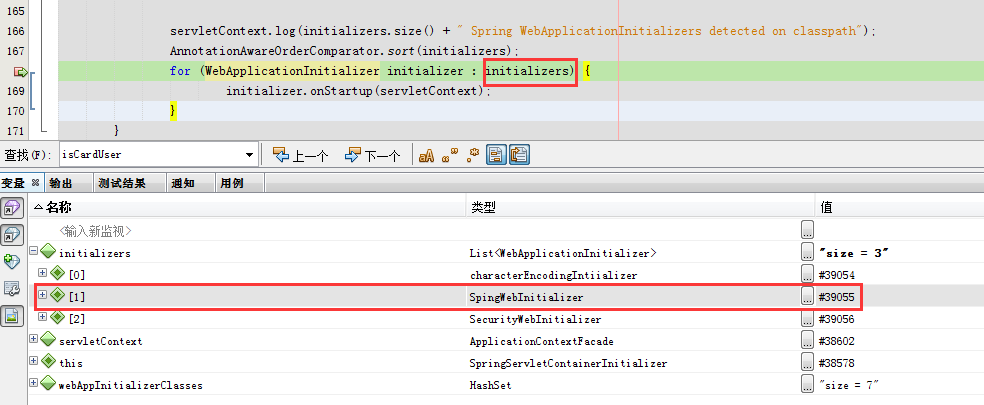 165
166 servletContext.log(initializers.size() + " Spring WebApplicationInitializers detected on classpath");
167 AnnotationAwareOrderComparator.sort(initializers);
for (WebApplicationInitializer initializer : initializers) {
169 initializer.onStartup(servletContext);
170 }
171 }
查找(F): isCardUser 上一个 下一个 aA
变量 输出 测试结果 通知 用例
名称 类型 值
<输入新监视> ...
initializers List<WebApplicationInitializer> ... "size = 3"
[0] characterEncodingIntiializer ... #39054
[1] SpingWebInitializer ... #39055
[2] SecurityWebInitializer ... #39056
servletContext ApplicationContextFacade ... #38602
this SpringServletContainerInitializer ... #38578
webAppInitializerClasses HashSet ... "size = 7"